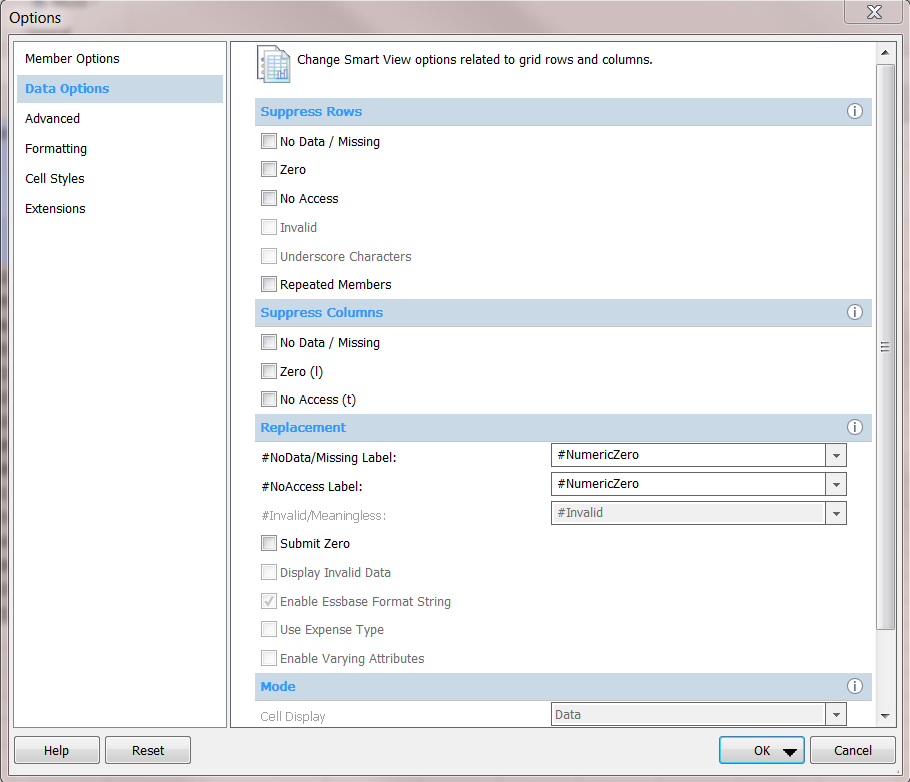 Options
Member Options
Data Options
Advanced
Formatting
Cell Styles
Extensions
Change Smart View options related to grid rows and columns.
Suppress Rows
No Data / Missing
Zero
No Access
Invalid
Underscore Characters
Repeated Members
Suppress Columns
No Data / Missing
Zero (l)
No Access (t)
Replacement
#NoData/Missing Label: #NumericZero
#NoAccess Label: #NumericZero
#Invalid/Meaningless: #Invalid
Submit Zero
Display Invalid Data
Enable Essbase Format String
Use Expense Type
Enable Varying Attributes
Mode
Cell Display Data
Help Reset OK Cancel